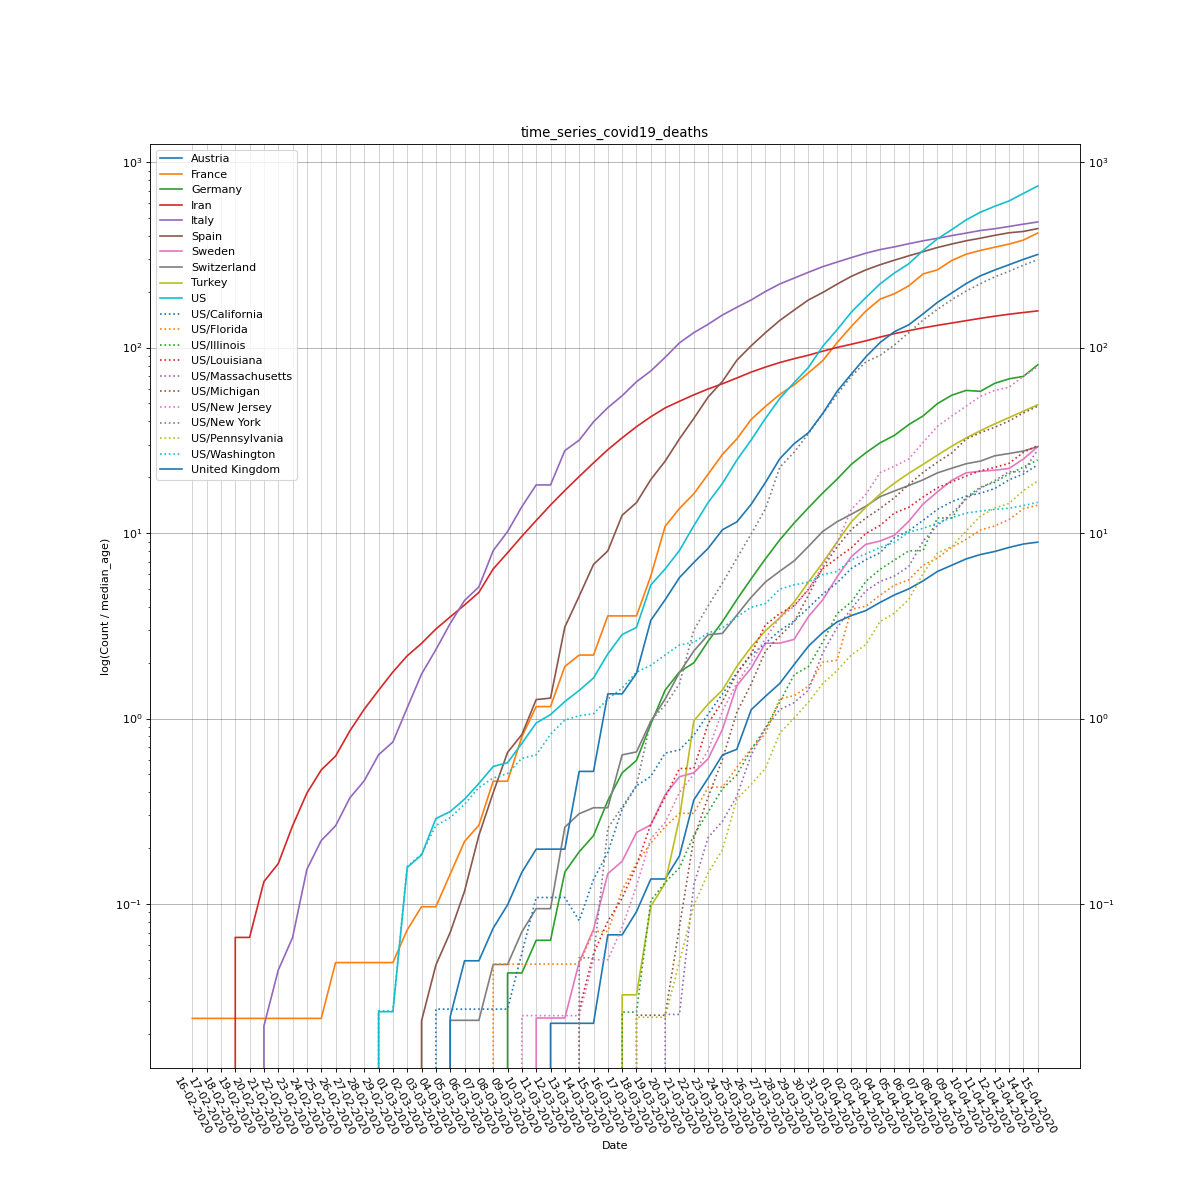 time_series_covid19_deaths
10³
10²
10¹
10⁰
10⁻¹
log(Count / median_age)
Austria
France
Germany
Iran
Italy
Spain
Sweden
Switzerland
Turkey
US
US/California
US/Florida
US/Illinois
US/Louisiana
US/Massachusetts
US/Michigan
US/New Jersey
US/New York
US/Pennsylvania
US/Washington
United Kingdom
10³
10²
10¹
10⁰
10⁻¹
16-02-2020
17-02-2020
18-02-2020
19-02-2020
20-02-2020
21-02-2020
22-02-2020
23-02-2020
24-02-2020
25-02-2020
26-02-2020
27-02-2020
28-02-2020
29-02-2020
01-03-2020
02-03-2020
03-03-2020
04-03-2020
05-03-2020
06-03-2020
07-03-2020
08-03-2020
09-03-2020
10-03-2020
11-03-2020
12-03-2020
13-03-2020
14-03-2020
15-03-2020
16-03-2020
17-03-2020
18-03-2020
19-03-2020
20-03-2020
21-03-2020
22-03-2020
23-03-2020
24-03-2020
25-03-2020
26-03-2020
27-03-2020
28-03-2020
29-03-2020
30-03-2020
31-03-2020
01-04-2020
02-04-2020
03-04-2020
04-04-2020
05-04-2020
06-04-2020
07-04-2020
08-04-2020
09-04-2020
10-04-2020
11-04-2020
12-04-2020
13-04-2020
14-04-2020
15-04-2020
Date